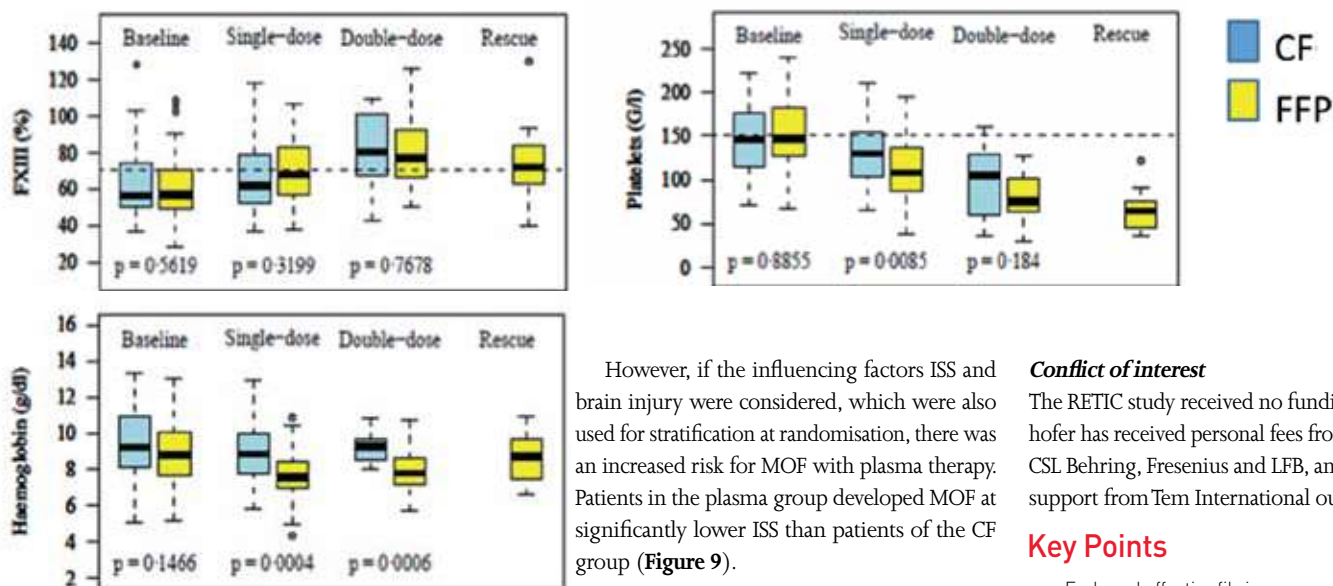 Baseline Single-dose Double-dose Rescue
140
120
100
80
60
40
20
FXIII (%)
p = 0·5619 p = 0·3199 p = 0·7678
Baseline Single-dose Double-dose Rescue
250
200
150
100
50
0
Platelets (G/l)
p = 0·8855 p = 0·0085 p = 0·184
CF
FFP
Baseline Single-dose Double-dose Rescue
16
14
12
10
8
6
4
2
Haemoglobin (g/dl)
p = 0·1466 p = 0·0004 p = 0·0006
However, if the influencing factors ISS and
brain injury were considered, which were also
used for stratification at randomisation, there was
an increased risk for MOF with plasma therapy.
Patients in the plasma group developed MOF at
significantly lower ISS than patients of the CF
group (Figure 9).
Conflict of interest
The RETIC study received no fundi
hofer has received personal fees fro
CSL Behring, Fresenius and LFB, an
support from Tem International ou
Key Points